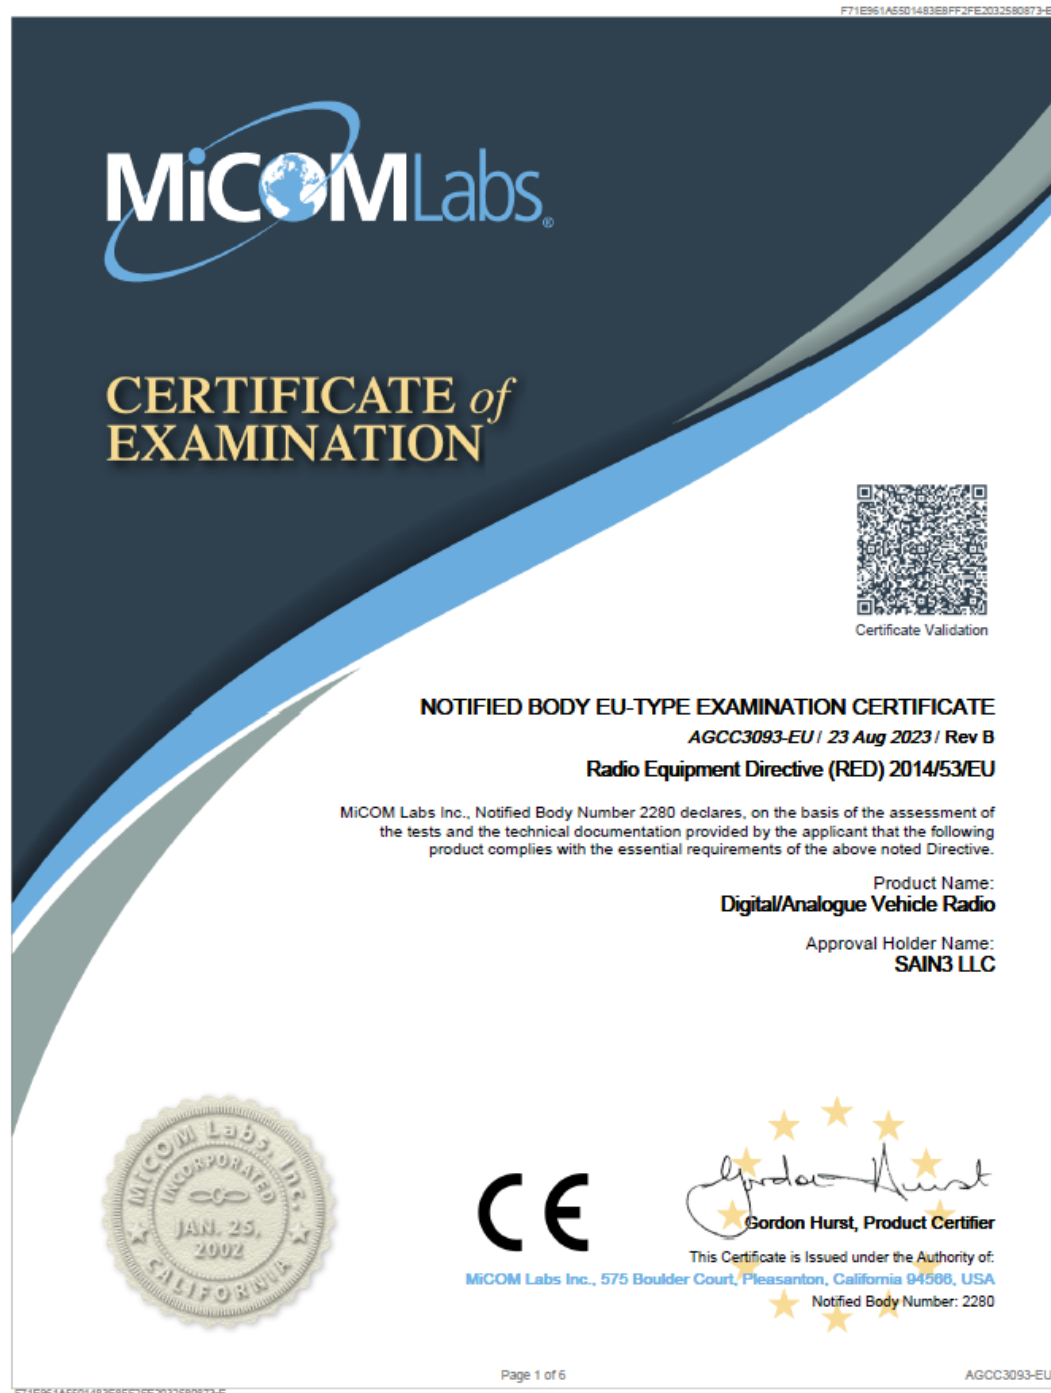 F71E961A5501483E8FF2FE2032580873-E
MiCOMLabs®
CERTIFICATE of
EXAMINATION
Certificate Validation
NOTIFIED BODY EU-TYPE EXAMINATION CERTIFICATE
AGCC3093-EU / 23 Aug 2023 / Rev B
Radio Equipment Directive (RED) 2014/53/EU
MiCOM Labs Inc., Notified Body Number 2280 declares, on the basis of the assessment of
the tests and the technical documentation provided by the applicant that the following
product complies with the essential requirements of the above noted Directive.
Product Name:
Digital/Analogue Vehicle Radio
Approval Holder Name:
SAIN3 LLC
MiCOM Labs, Inc.
INCORPORATED
JAN. 25,
2002
CALIFORNIA
CE
Gordon Hurst
Gordon Hurst, Product Certifier
This Certificate is Issued under the Authority of:
MiCOM Labs Inc., 575 Boulder Court, Pleasanton, California 94566, USA
Notified Body Number: 2280
Page 1 of 6
AGCC3093-EU